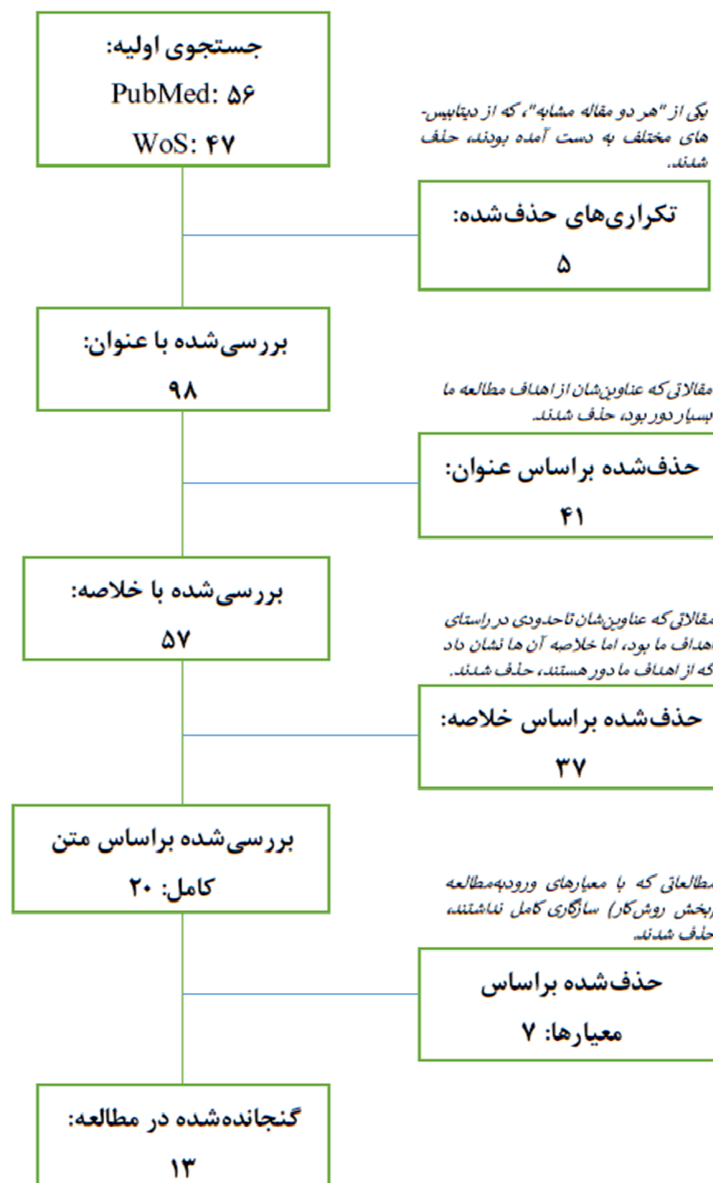 جستجوی اولیه:
PubMed: ۵۶
WoS: ۴۷
یکی از "هر دو مقاله مشابه"، که از دیتابیس-
های مختلف به دست آمده بودند، حذف
شدند.
تکراری‌های حذف‌شده:
۵
بررسی‌شده با عنوان:
۹۸
مقالاتی که عناوین‌شان از اهداف مطالعه ما
بسیار دور بود، حذف شدند.
حذف‌شده براساس عنوان:
۴۱
بررسی‌شده با خلاصه:
۵۷
مقالاتی که عناوین‌شان تاحدودی در راستای
اهداف ما بود، اما خلاصه آن ها نشان داد
که از اهداف ما دور هستند، حذف شدند.
حذف‌شده براساس خلاصه:
۳۷
بررسی‌شده براساس متن
کامل: ۲۰
مطالعاتی که با معیارهای ورودبه‌مطالعه
(بخش روش‌کار) سازگاری کامل نداشتند،
حذف شدند.
حذف‌شده براساس
معیارها: ۷
گنجانده‌شده در مطالعه:
۱۳